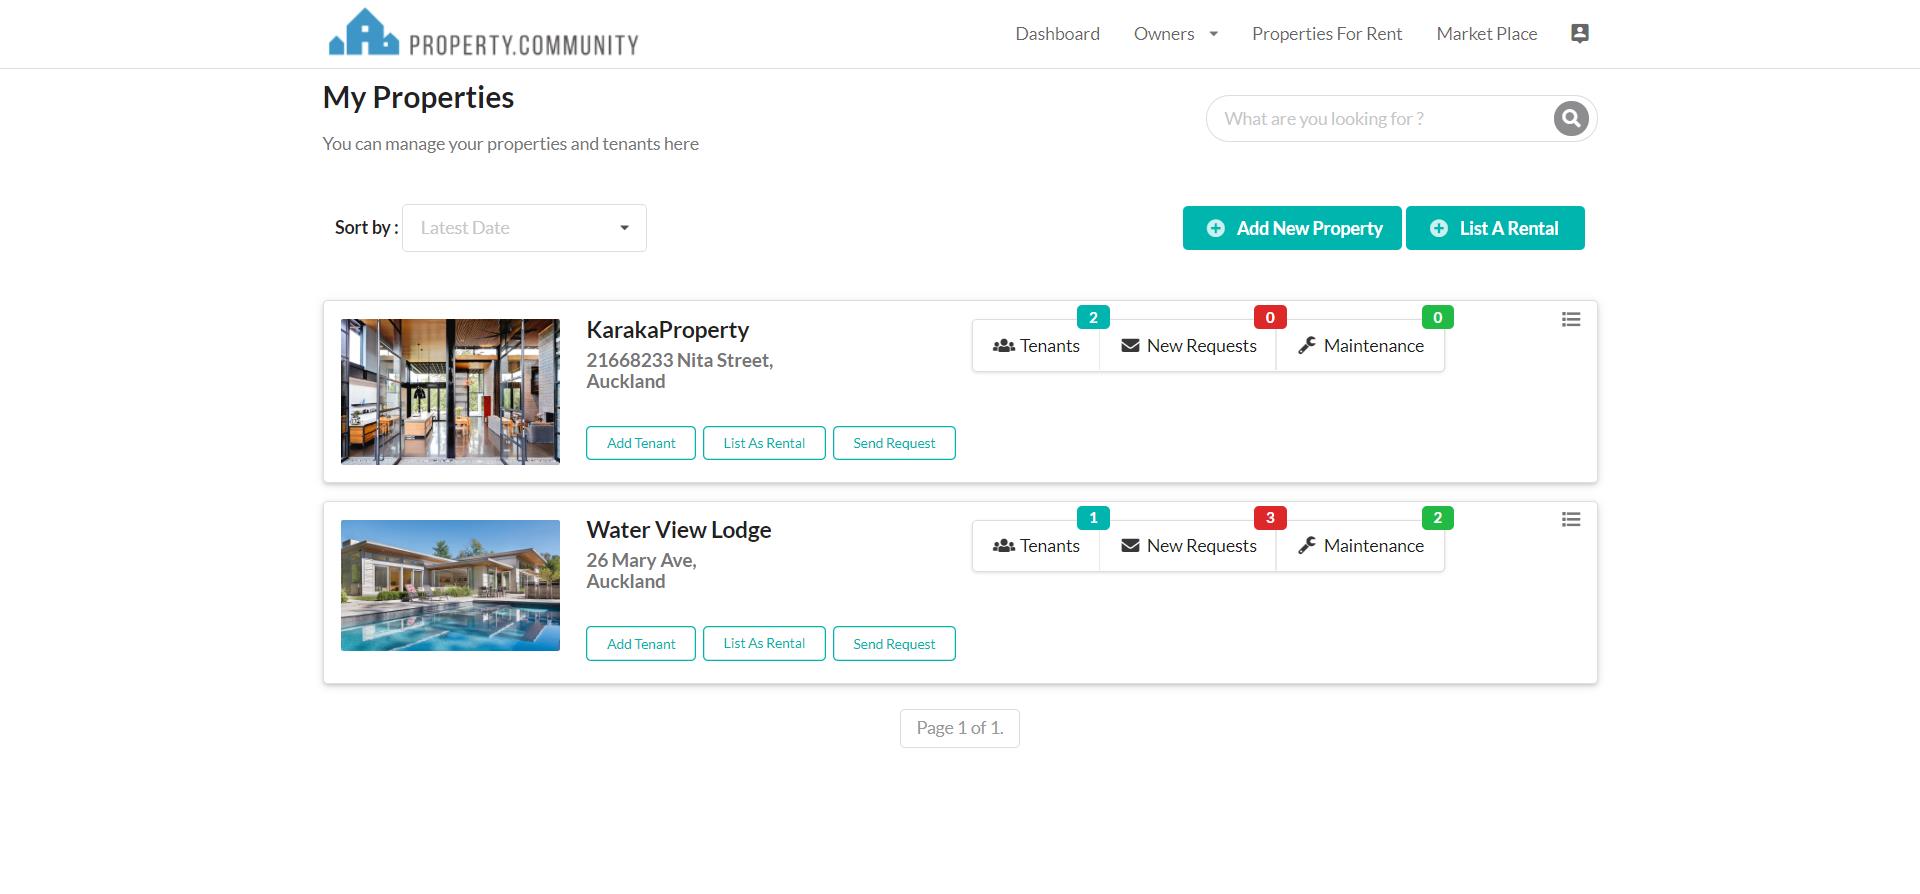 PROPERTY.COMMUNITY
Dashboard Owners Properties For Rent Market Place
My Properties
What are you looking for ?
You can manage your properties and tenants here
Sort by : Latest Date
Add New Property List A Rental
2 0 0
KarakaProperty
Tenants New Requests Maintenance
21668233 Nita Street,
Auckland
Add Tenant List As Rental Send Request
1 3 2
Water View Lodge
Tenants New Requests Maintenance
26 Mary Ave,
Auckland
Add Tenant List As Rental Send Request
Page 1 of 1.